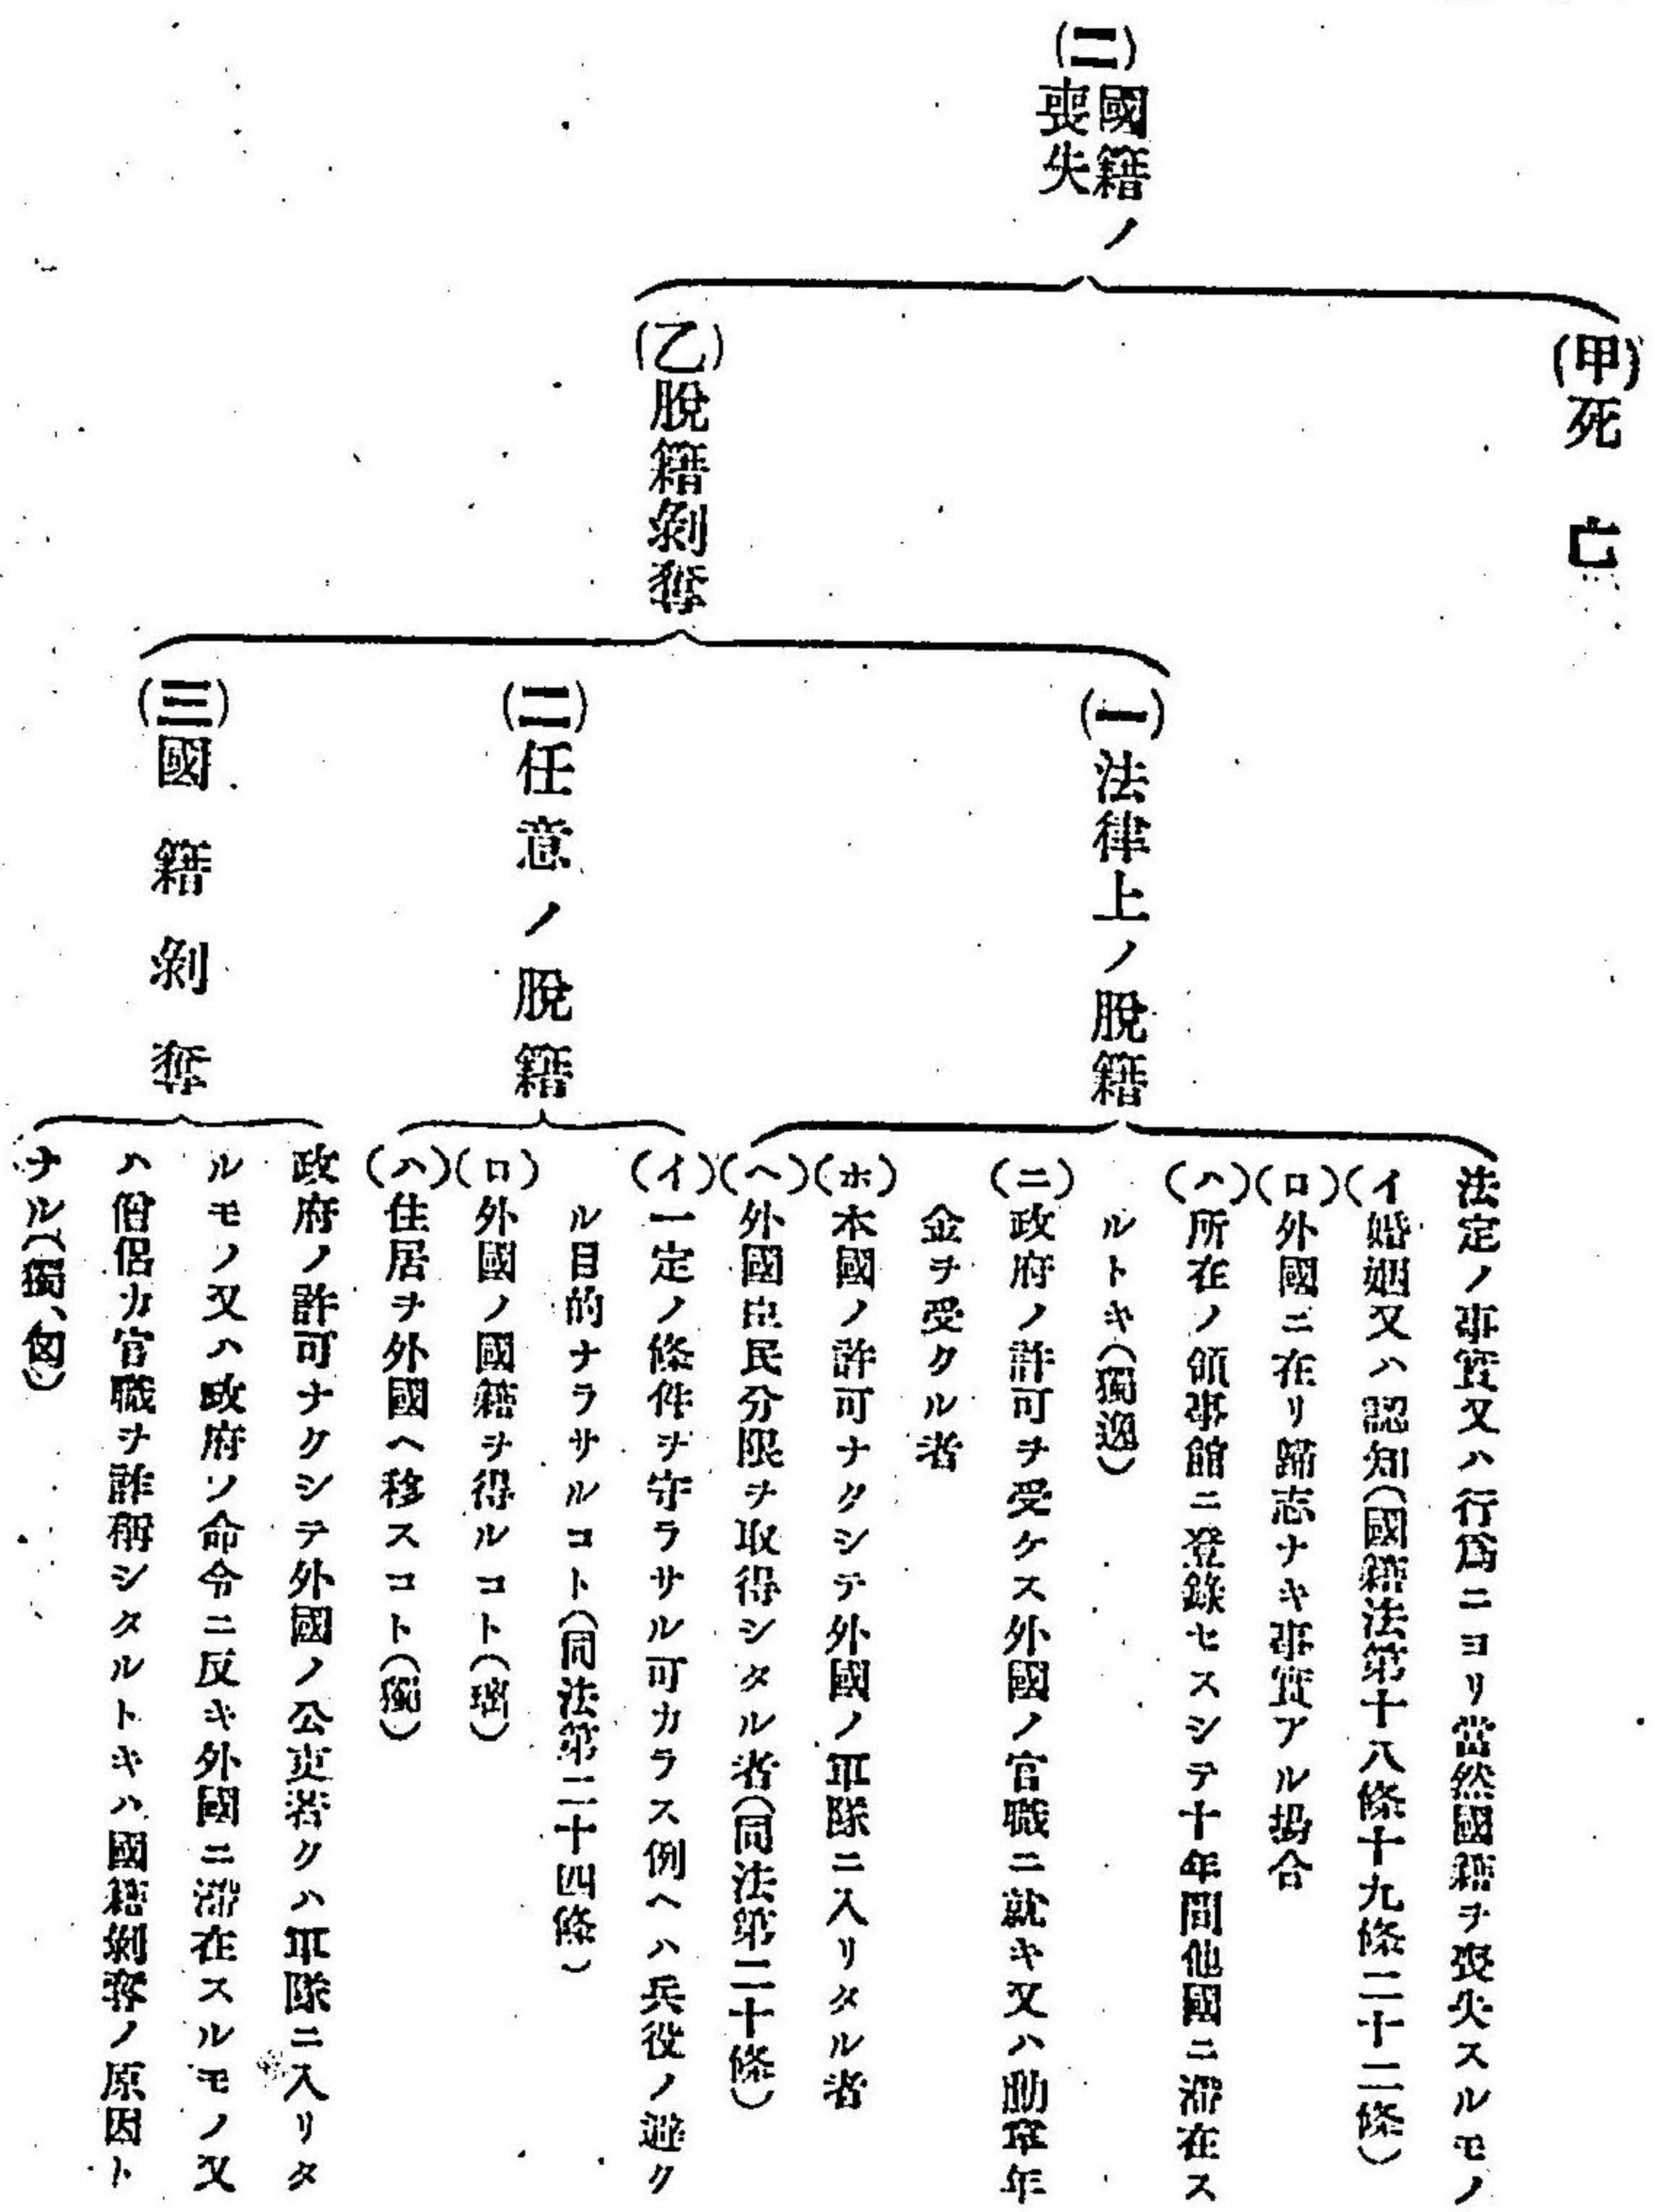 (二)國籍ノ
喪失
(甲)死亡
(乙)脫籍剝奪
(一)法律上ノ脫籍
法定ノ事實又ハ行爲ニヨリ當然國籍ヲ喪失スルモノ
(イ)婚姻又ハ認知(國籍法第十八條十九條二十二條)
(ロ)外國ニ在リ歸志ナキ事實アル塲合
(ハ)所在ノ領事館ニ登錄セスシテ十年間他國ニ滯在ス
ルトキ(獨逸)
(ニ)政府ノ許可ヲ受ケス外國ノ官職ニ就キ又ハ勳章年
金ヲ受クル者
(ホ)本國ノ許可ナクシテ外國ノ軍隊ニ入リタル者
(ヘ)外國臣民分限ヲ取得シタル者(同法第二十條)
(二)任意ノ脫籍
(イ)一定ノ條件ヲ守ラサル可カラス例ヘハ兵役ノ避ク
ル目的ナラサルコト(同法第二十四條)
(ロ)外國ノ國籍ヲ得ルコト(瑞)
(ハ)住居ヲ外國ヘ移スコト(獨)
(三)國籍剝奪
政府ノ許可ナクシテ外國ノ公吏若クハ軍隊ニ入リタ
ルモノ又ハ政府ソ命令ニ反キ外國ニ滯在スルモノ又
ハ僧侶カ官職ヲ詐稱シタルトキハ國籍剝奪ノ原因ト
ナル(獨、匈)